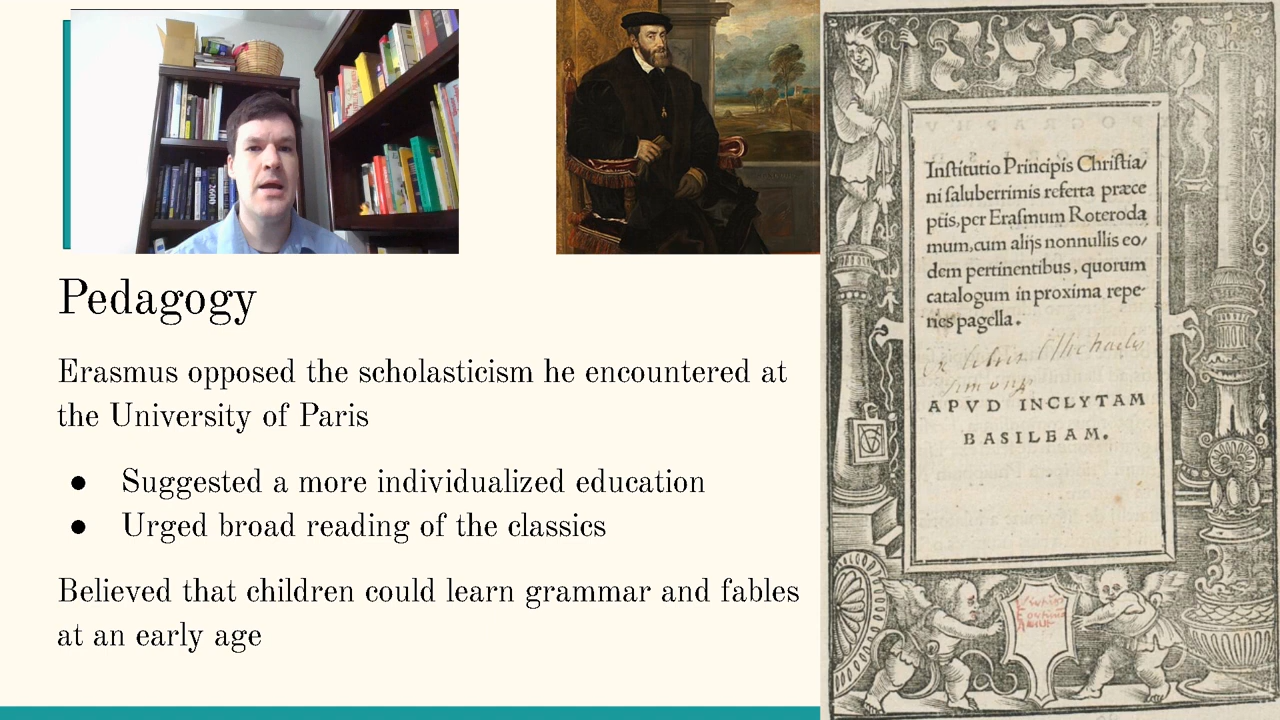 Pedagogy
Erasmus opposed the scholasticism he encountered at
the University of Paris
● Suggested a more individualized education
● Urged broad reading of the classics
Believed that children could learn grammar and fables
at an early age
Institutio Principis Christia/
ni saluberrimis referta præce
ptis,per Erasmum Roteroda
mum,cum alijs nonnullis eo/
dem pertinentibus, quorum
catalogum in proxima repe-
ries pagella.
APVD INCLYTAM
BASILEAM.